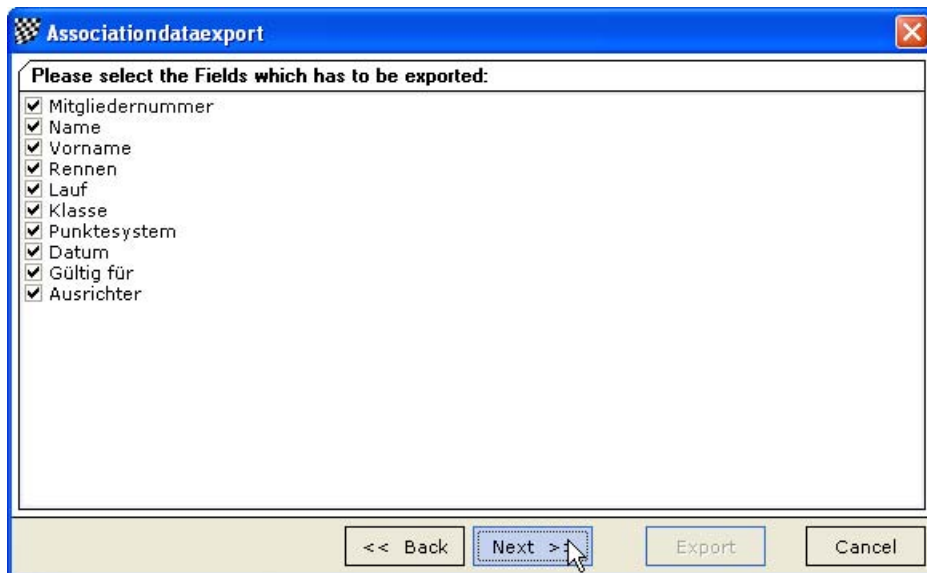 Associationdataexport
Please select the Fields which has to be exported:
Mitgliedernummer
Name
Vorname
Rennen
Lauf
Klasse
Punktesystem
Datum
Gültig für
Ausrichter
<< Back Next >> Export Cancel